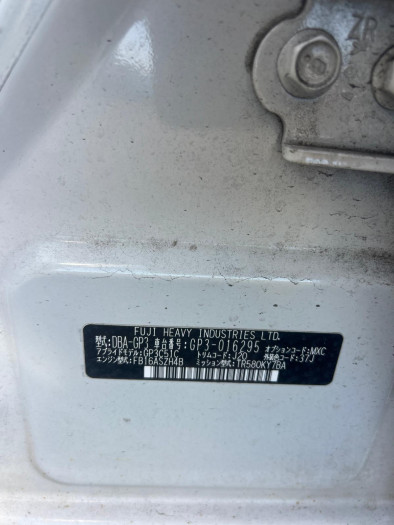 ZR
FUJI HEAVY INDUSTRIES LTD.
型式:DBA-GP3 車台番号:GP3-016295 オプションコード:MXC
アプライドモデル:GP3C51C トリムコード:J20 外装色コード:37J
エンジン型式:FB16ASZH4B ミッション型式:TR580KY7BA